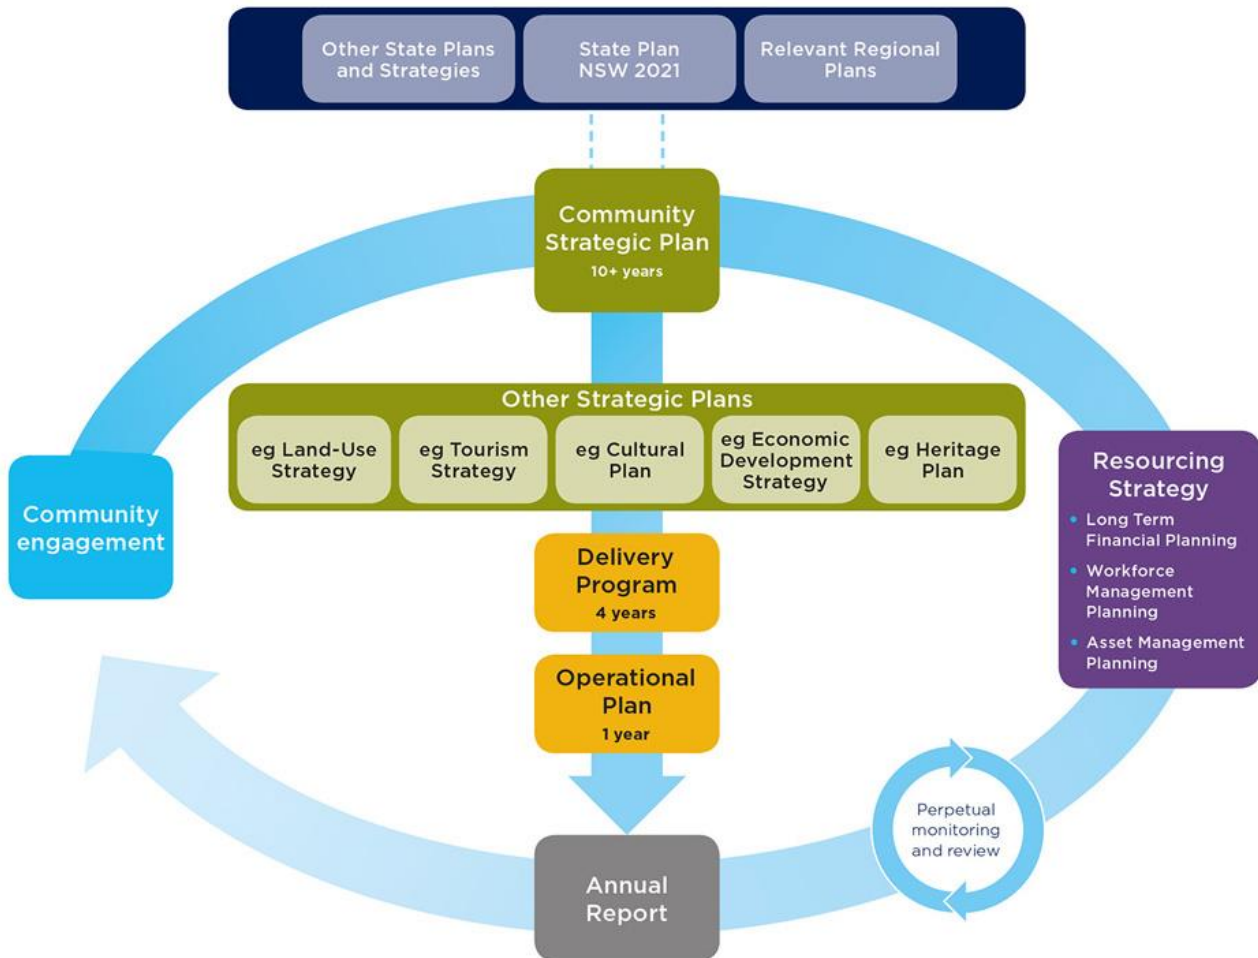 Other State Plans
and Strategies
State Plan
NSW 2021
Relevant Regional
Plans
Community
Strategic Plan
10+ years
Other Strategic Plans
eg Land-Use
Strategy
eg Tourism
Strategy
eg Cultural
Plan
eg Economic
Development
Strategy
eg Heritage
Plan
Community
engagement
Resourcing
Strategy
• Long Term
Financial Planning
• Workforce
Management
Planning
• Asset Management
Planning
Delivery
Program
4 years
Operational
Plan
1 year
Perpetual
monitoring
and review
Annual
Report